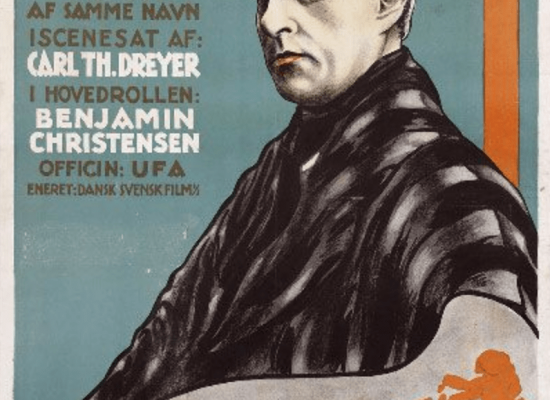 AF SAMME NAVN
ISCENESAT AF:
CARL TH. DREYER
I HOVEDROLLEN:
BENJAMIN
CHRISTENSEN
OFFICIN: UFA
ENERET: DANSK SVENSK FILM A/S